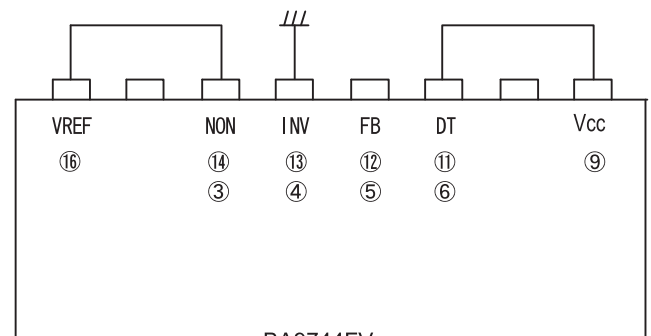 VREF NON INV FB DT Vcc
⑯ ⑭ ⑬ ⑫ ⑪ ⑨
③ ④ ⑤ ⑥